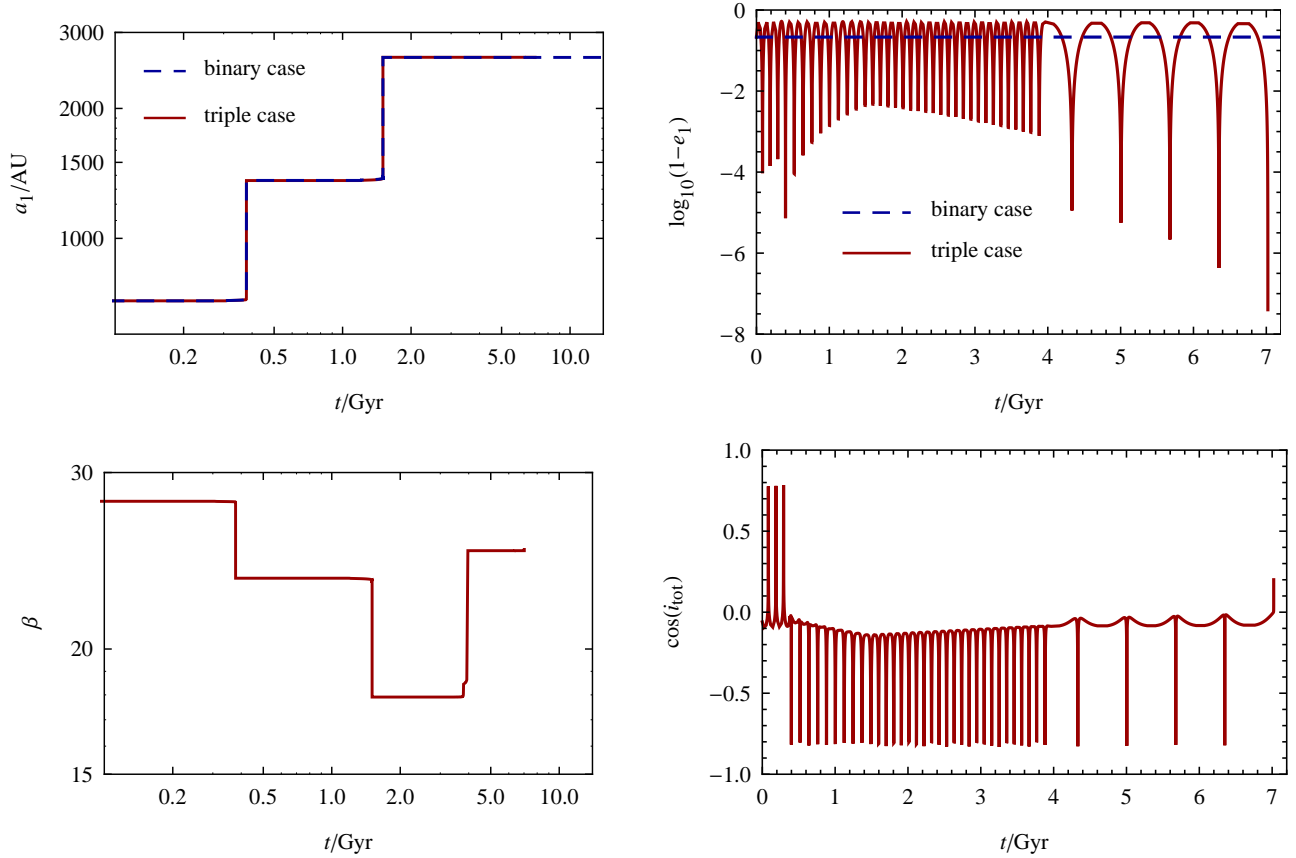 3000
2000
1500
1000
a1/AU
binary case
triple case
0.2 0.5 1.0 2.0 5.0 10.0
t/Gyr
0
−2
−4
−6
−8
log10(1−e1)
binary case
triple case
0 1 2 3 4 5 6 7
t/Gyr
30
20
15
β
0.2 0.5 1.0 2.0 5.0 10.0
t/Gyr
1.0
0.5
0.0
−0.5
−1.0
cos(itot)
0 1 2 3 4 5 6 7
t/Gyr